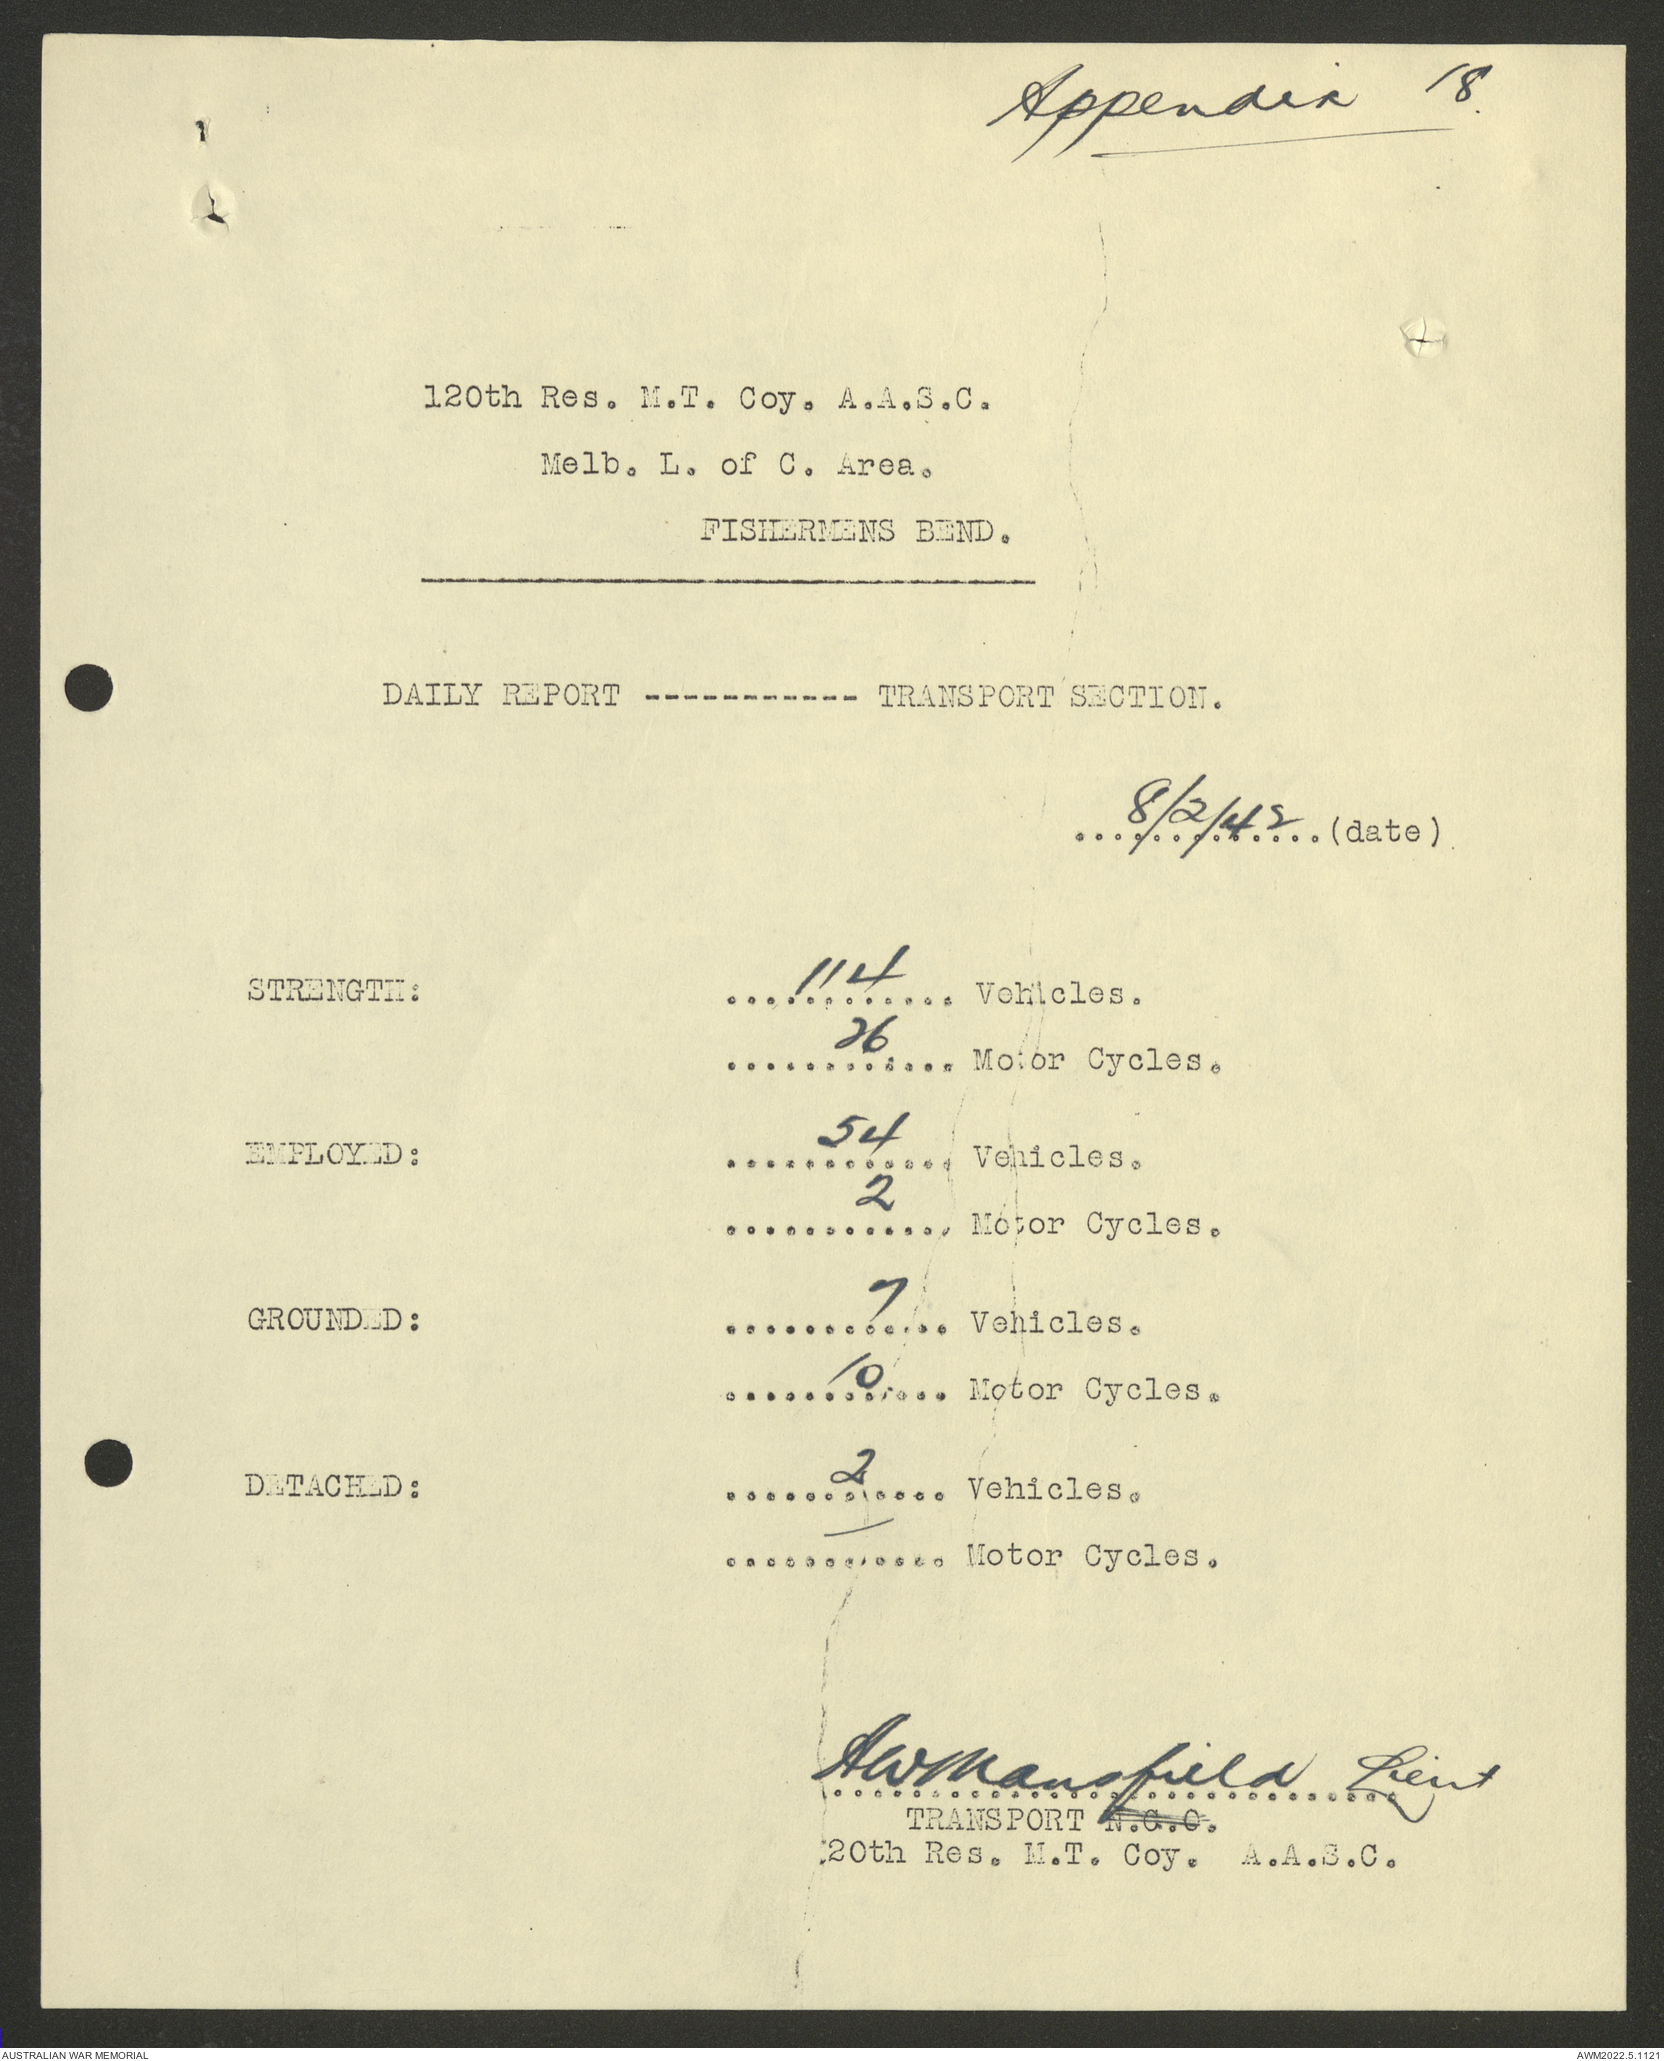 Appendix 18.
120th Res. M.T. Coy. A.A.S.C.
Melb. L. of C. Area.
FISHERMENS BEND.
DAILY REPORT ----------- TRANSPORT SECTION.
8/2/42 (date)
STRENGTH: 114 Vehicles.
26 Motor Cycles.
EMPLOYED: 54 Vehicles.
2 Motor Cycles.
GROUNDED: 7 Vehicles.
10 Motor Cycles.
DETACHED: 2 Vehicles.
— Motor Cycles.
AWMansfield Lieut
TRANSPORT N.C.O.
120th Res. M.T. Coy. A.A.S.C.
AUSTRALIAN WAR MEMORIAL
AWM2022.5.1121